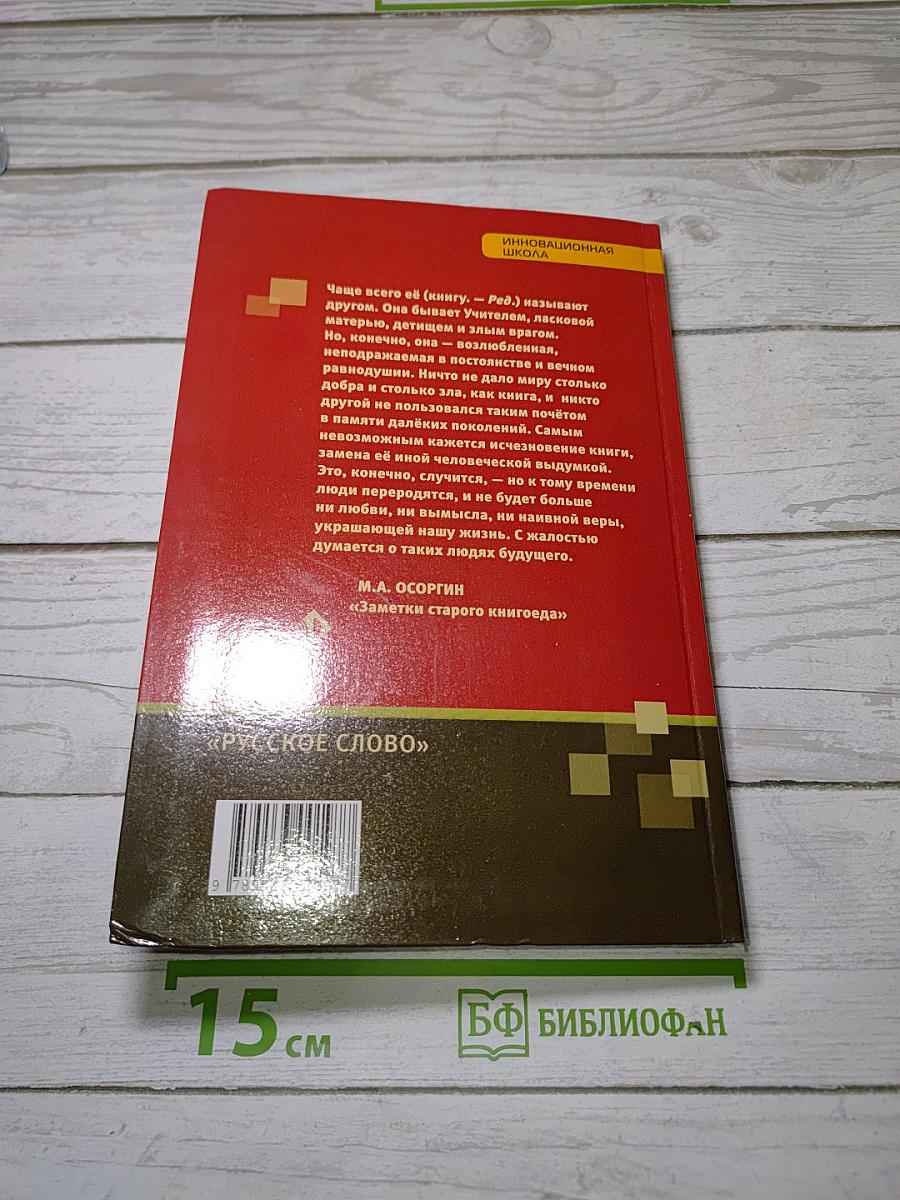 ИННОВАЦИОННАЯ
ШКОЛА
Чаще всего её (книгу. — Ред.) называют
другом. Она бывает Учителем, ласковой
матерью, детищем и злым врагом.
Но, конечно, она — возлюбленная,
неподражаемая в постоянстве и вечном
равнодушии. Ничто не дало миру столько
добра и столько зла, как книга, и никто
другой не пользовался таким почётом
в памяти далёких поколений. Самым
невозможным кажется исчезновение книги,
замена её иной человеческой выдумкой.
Это, конечно, случится, — но к тому времени
люди переродятся, и не будет больше
ни любви, ни вымысла, ни наивной веры,
украшающей нашу жизнь. С жалостью
думается о таких людях будущего.
М.А. ОСОРГИН
«Заметки старого книгоеда»
«РУССКОЕ СЛОВО»
15 см
БФ БИБЛИОФАН